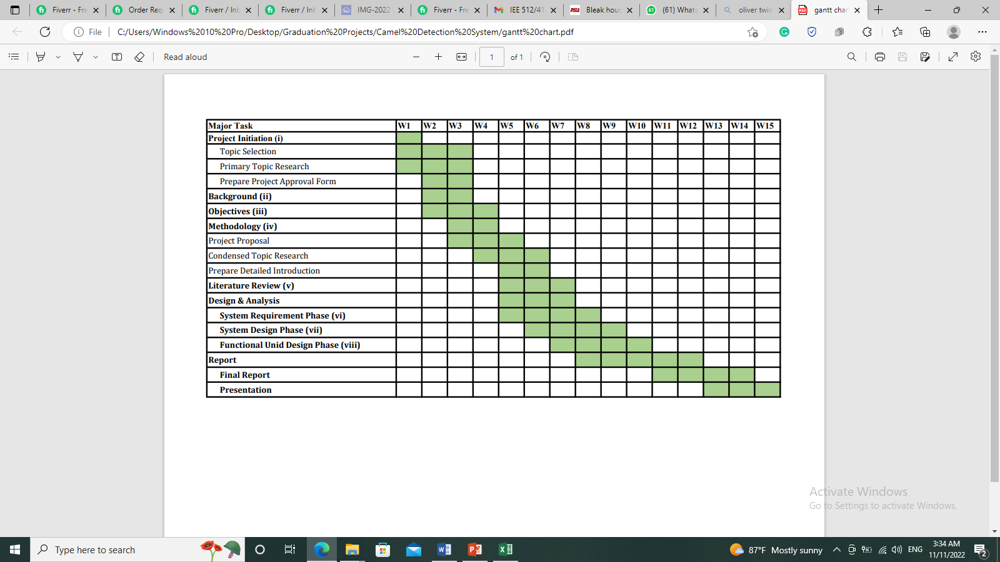 Fiverr - Fre
Order Req
Fiverr / Inb
Fiverr / Inb
IMG-2022
Fiverr - Fre
IEE 512/41
ASU Bleak hous
(61) Whats
oliver twis
gantt char
File C:/Users/Windows%2010%20Pro/Desktop/Graduation%20Projects/Camel%20Detection%20System/gantt%20chart.pdf
Read aloud 1 of 1
Major Task W1 W2 W3 W4 W5 W6 W7 W8 W9 W10 W11 W12 W13 W14 W15
Project Initiation (i)
Topic Selection
Primary Topic Research
Prepare Project Approval Form
Background (ii)
Objectives (iii)
Methodology (iv)
Project Proposal
Condensed Topic Research
Prepare Detailed Introduction
Literature Review (v)
Design & Analysis
System Requirement Phase (vi)
System Design Phase (vii)
Functional Unid Design Phase (viii)
Report
Final Report
Presentation
Activate Windows
Go to Settings to activate Windows.
Type here to search
87°F Mostly sunny
ENG
3:34 AM
11/11/2022
2